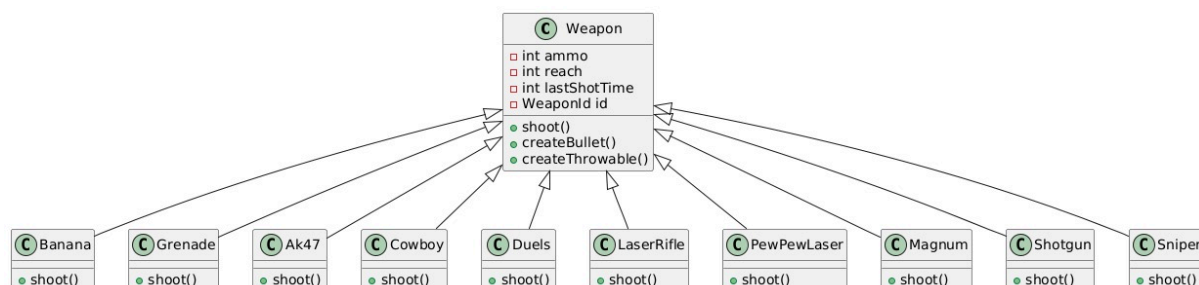 C Weapon
int ammo
int reach
int lastShotTime
WeaponId id
shoot()
createBullet()
createThrowable()
C Banana
C Grenade
C Ak47
C Cowboy
C Duels
C LaserRifle
C PewPewLaser
C Magnum
C Shotgun
C Sniper
shoot()
shoot()
shoot()
shoot()
shoot()
shoot()
shoot()
shoot()
shoot()
shoot()